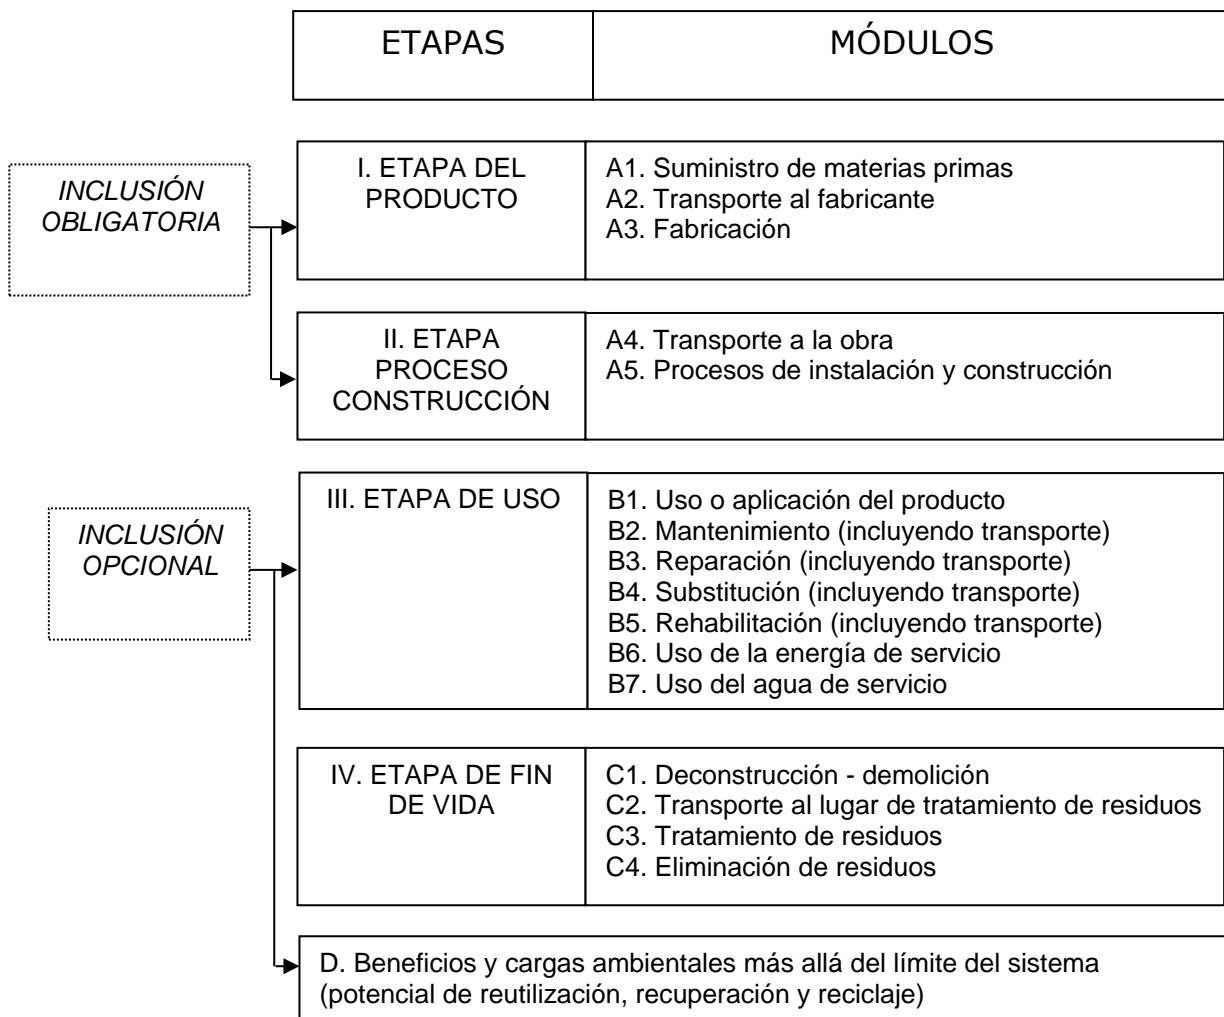 ETAPAS
MÓDULOS
INCLUSIÓN
OBLIGATORIA
I. ETAPA DEL
PRODUCTO
A1. Suministro de materias primas
A2. Transporte al fabricante
A3. Fabricación
II. ETAPA
PROCESO
CONSTRUCCIÓN
A4. Transporte a la obra
A5. Procesos de instalación y construcción
INCLUSIÓN
OPCIONAL
III. ETAPA DE USO
B1. Uso o aplicación del producto
B2. Mantenimiento (incluyendo transporte)
B3. Reparación (incluyendo transporte)
B4. Substitución (incluyendo transporte)
B5. Rehabilitación (incluyendo transporte)
B6. Uso de la energía de servicio
B7. Uso del agua de servicio
IV. ETAPA DE FIN
DE VIDA
C1. Deconstrucción - demolición
C2. Transporte al lugar de tratamiento de residuos
C3. Tratamiento de residuos
C4. Eliminación de residuos
D. Beneficios y cargas ambientales más allá del límite del sistema
(potencial de reutilización, recuperación y reciclaje)